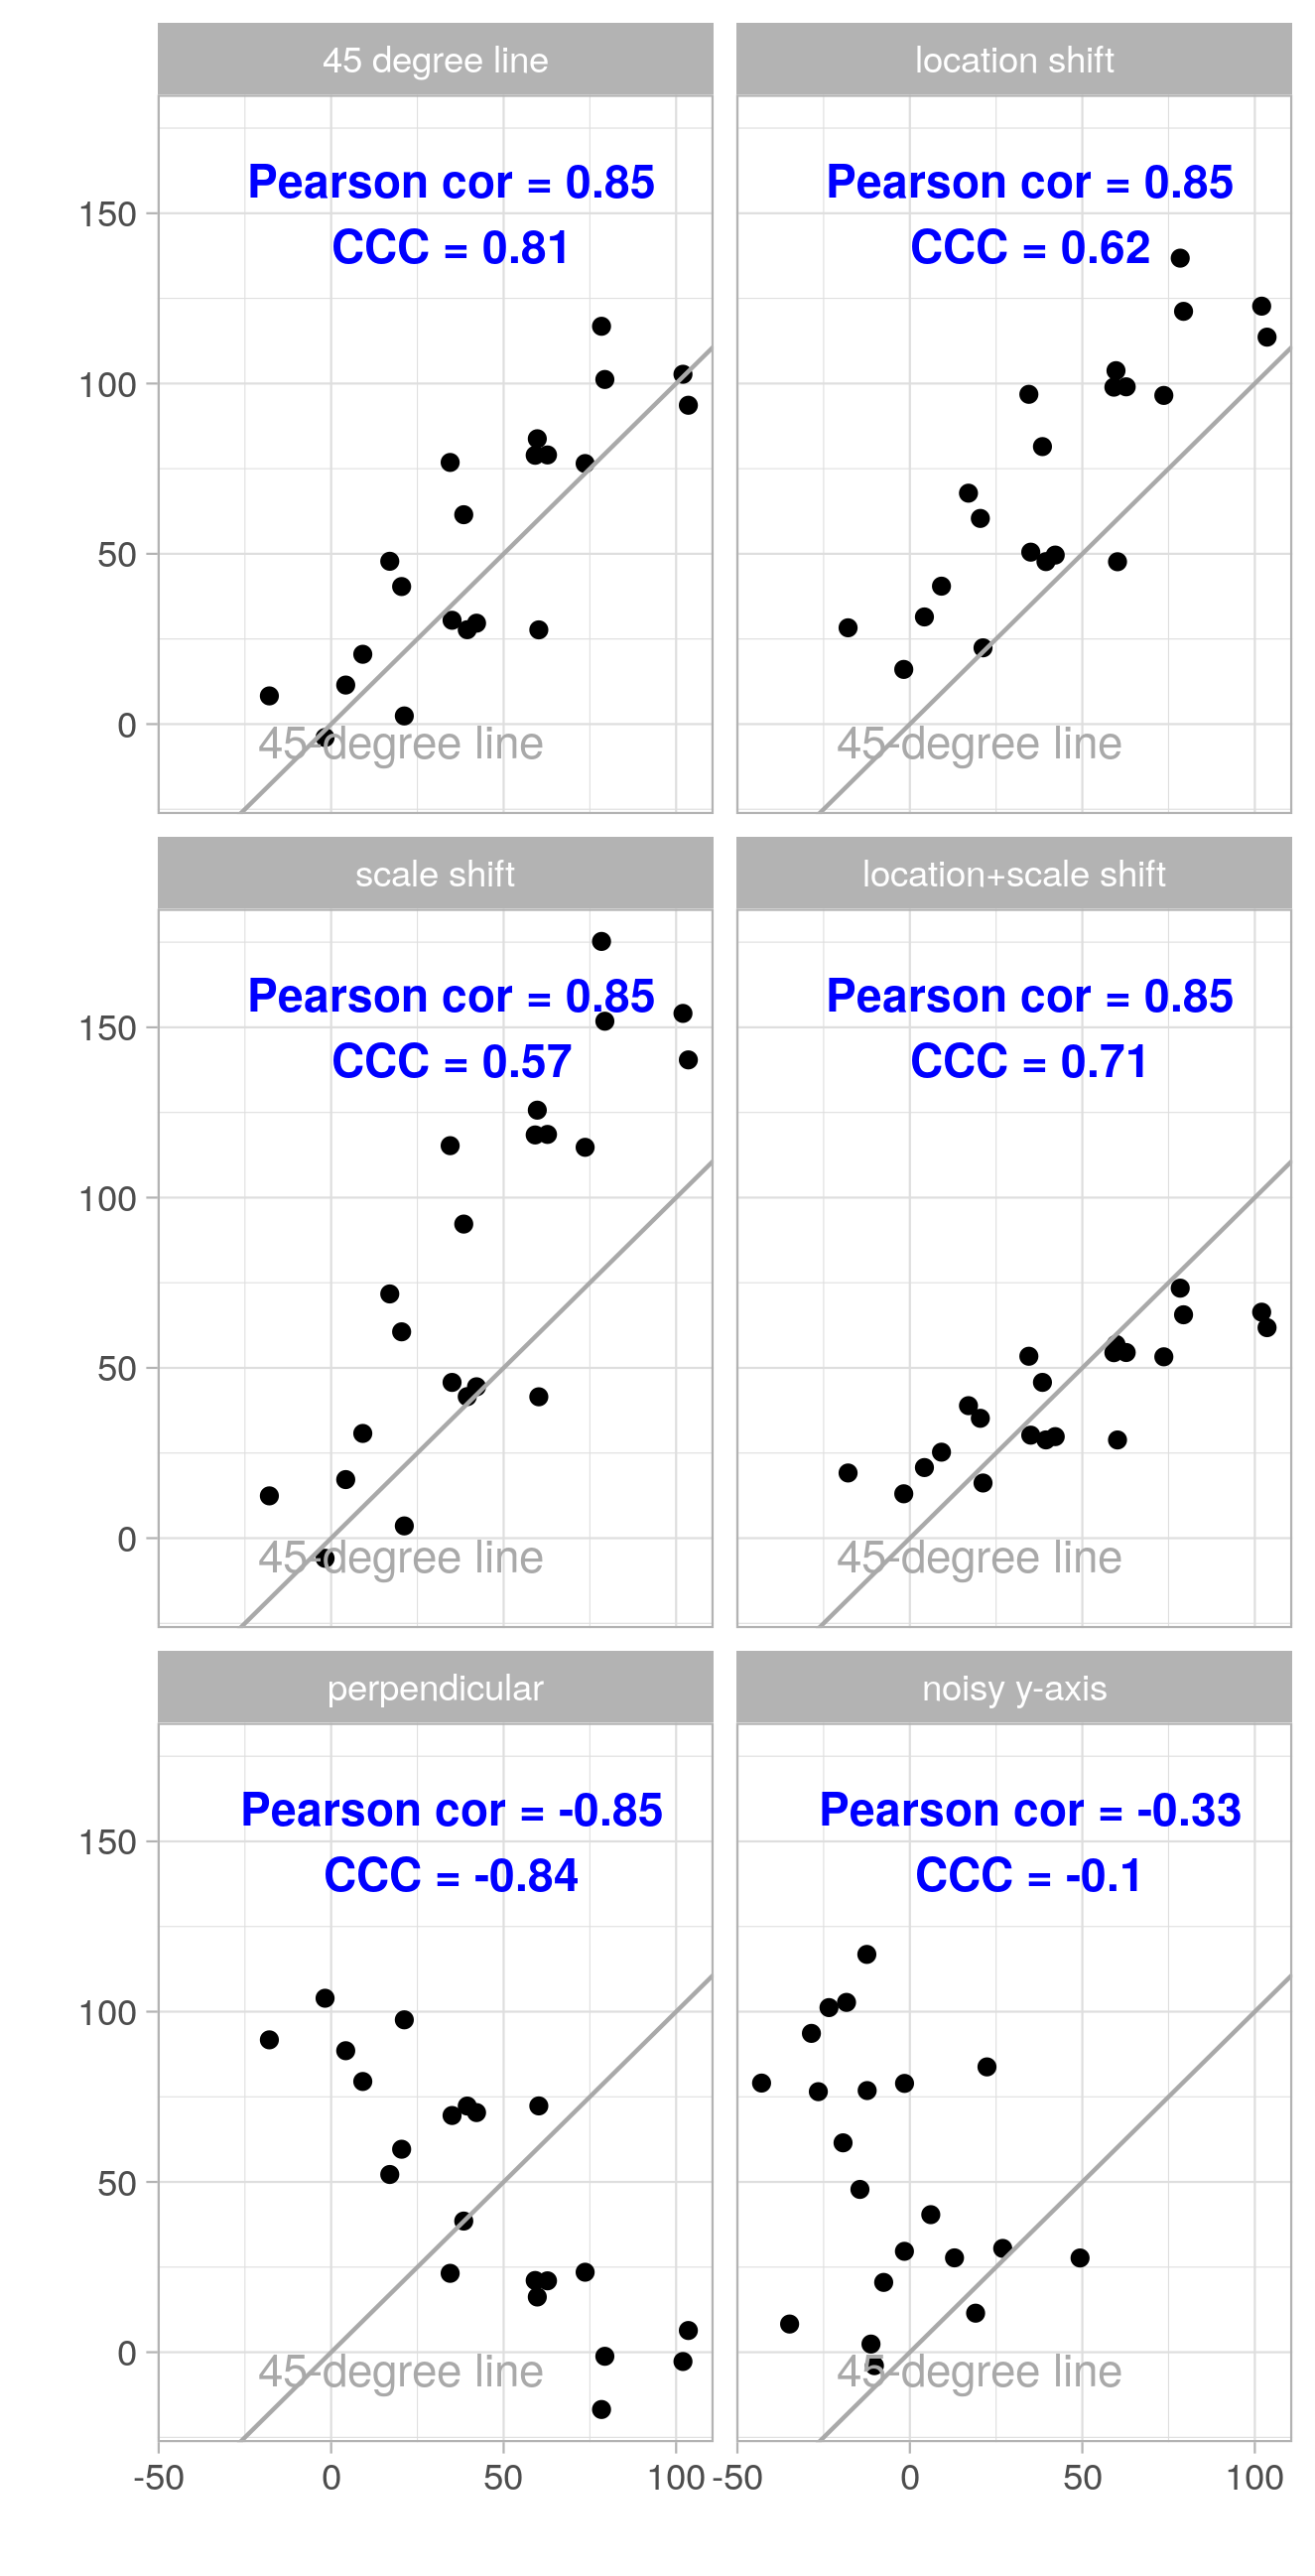 45 degree line
location shift
Pearson cor = 0.85
CCC = 0.81
Pearson cor = 0.85
CCC = 0.62
150
100
50
0
45-degree line
45-degree line
scale shift
location+scale shift
Pearson cor = 0.85
CCC = 0.57
Pearson cor = 0.85
CCC = 0.71
150
100
50
0
45-degree line
45-degree line
perpendicular
noisy y-axis
Pearson cor = -0.85
CCC = -0.84
Pearson cor = -0.33
CCC = -0.1
150
100
50
0
45-degree line
45-degree line
-50 0 50 100
-50 0 50 100